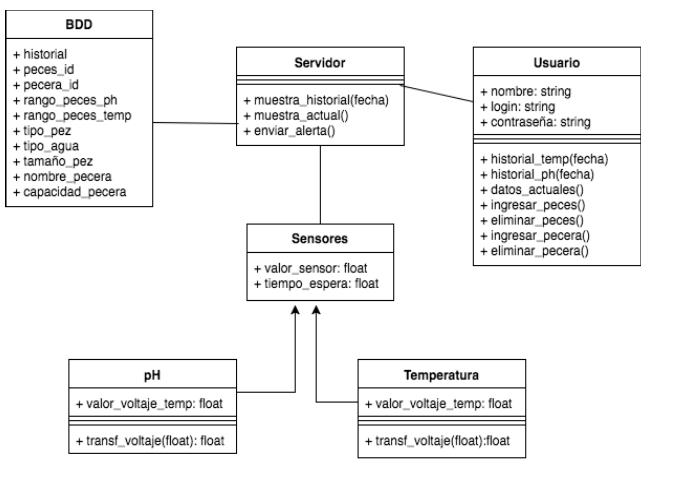 BDD
+ historial
+ peces_id
+ pecera_id
+ rango_peces_ph
+ rango_peces_temp
+ tipo_pez
+ tipo_agua
+ tamaño_pez
+ nombre_pecera
+ capacidad_pecera
Servidor
+ muestra_historial(fecha)
+ muestra_actual()
+ enviar_alerta()
Usuario
+ nombre: string
+ login: string
+ contraseña: string
+ historial_temp(fecha)
+ historial_ph(fecha)
+ datos_actuales()
+ ingresar_peces()
+ eliminar_peces()
+ ingresar_pecera()
+ eliminar_pecera()
Sensores
+ valor_sensor: float
+ tiempo_espera: float
pH
+ valor_voltaje_temp: float
+ transf_voltaje(float): float
Temperatura
+ valor_voltaje_temp: float
+ transf_voltaje(float):float